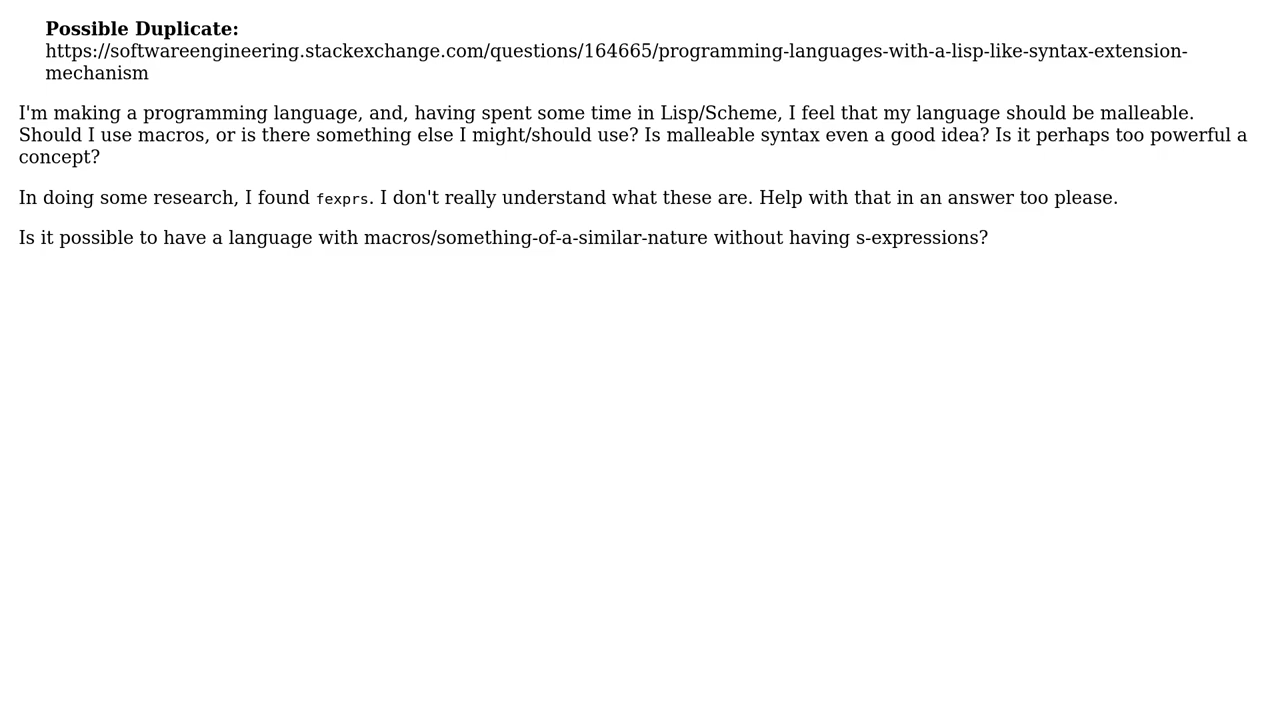 Possible Duplicate:
https://softwareengineering.stackexchange.com/questions/164665/programming-languages-with-a-lisp-like-syntax-extension-
mechanism
I'm making a programming language, and, having spent some time in Lisp/Scheme, I feel that my language should be malleable.
Should I use macros, or is there something else I might/should use? Is malleable syntax even a good idea? Is it perhaps too powerful a
concept?
In doing some research, I found fexprs. I don't really understand what these are. Help with that in an answer too please.
Is it possible to have a language with macros/something-of-a-similar-nature without having s-expressions?